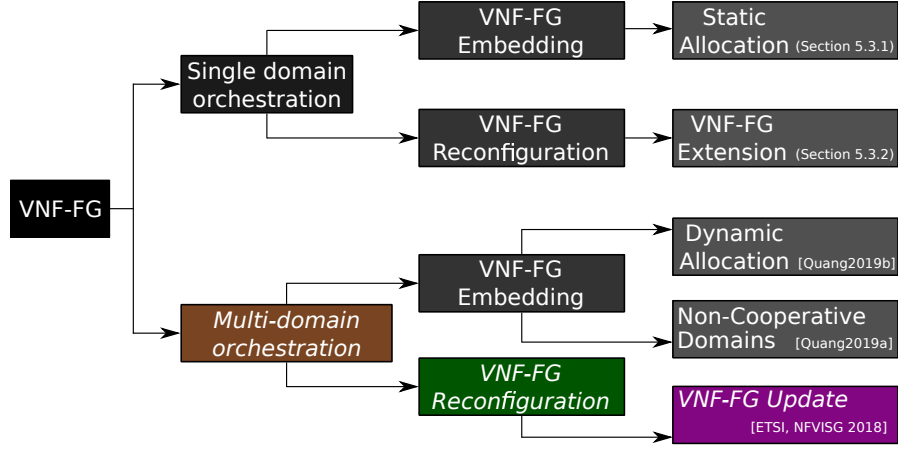 VNF-FG
Single domain
orchestration
VNF-FG
Embedding
Static
Allocation (Section 5.3.1)
VNF-FG
Reconfiguration
VNF-FG
Extension (Section 5.3.2)
Multi-domain
orchestration
VNF-FG
Embedding
Dynamic
Allocation [Quang2019b]
Non-Cooperative
Domains [Quang2019a]
VNF-FG
Reconfiguration
VNF-FG Update
[ETSI, NFVISG 2018]